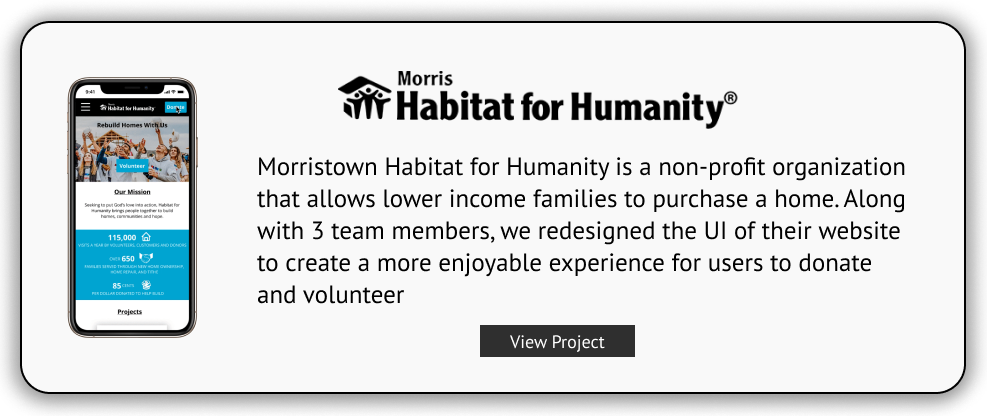 Morris
Habitat for Humanity®
Morristown Habitat for Humanity is a non-profit organization
that allows lower income families to purchase a home. Along
with 3 team members, we redesigned the UI of their website
to create a more enjoyable experience for users to donate
and volunteer
View Project
9:41
Habitat for Humanity
Donate
Rebuild Homes With Us
Volunteer
Our Mission
Seeking to put God's love into action, Habitat for
Humanity brings people together to build
homes, communities and hope.
115,000
VISITS A YEAR BY VOLUNTEERS, CUSTOMERS AND DONORS
OVER 650
FAMILIES SERVED THROUGH NEW HOME OWNERSHIP,
HOME REPAIR, AND
85 CENTS
PER DOLLAR DONATED TO HELP BUILD
Projects